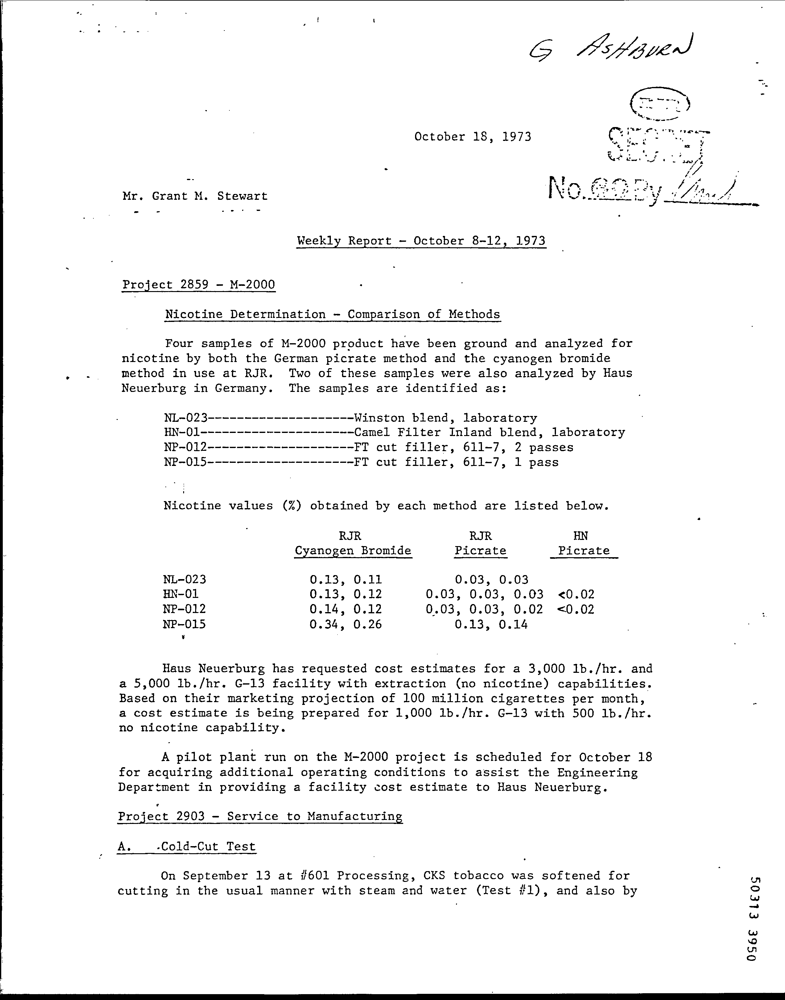 G ASHBURN
October 18, 1973
SECRET
No. By
Mr. Grant M. Stewart
Weekly Report - October 8-12, 1973
Project 2859 - M-2000
Nicotine Determination - Comparison of Methods
Four samples of M-2000 product have been ground and analyzed for
nicotine by both the German picrate method and the cyanogen bromide
method in use at RJR. Two of these samples were also analyzed by Haus
Neuerburg in Germany. The samples are identified as:
NL-023--------------------Winston blend, laboratory
HN-01---------------------Camel Filter Inland blend, laboratory
NP-012--------------------FT cut filler, 611-7, 2 passes
NP-015--------------------FT cut filler, 611-7, 1 pass
Nicotine values (%) obtained by each method are listed below.
RJR RJR HN
Cyanogen Bromide Picrate Picrate
NL-023 0.13, 0.11 0.03, 0.03
HN-01 0.13, 0.12 0.03, 0.03, 0.03 <0.02
NP-012 0.14, 0.12 0.03, 0.03, 0.02 <0.02
NP-015 0.34, 0.26 0.13, 0.14
Haus Neuerburg has requested cost estimates for a 3,000 lb./hr. and
a 5,000 lb./hr. G-13 facility with extraction (no nicotine) capabilities.
Based on their marketing projection of 100 million cigarettes per month,
a cost estimate is being prepared for 1,000 lb./hr. G-13 with 500 lb./hr.
no nicotine capability.
A pilot plant run on the M-2000 project is scheduled for October 18
for acquiring additional operating conditions to assist the Engineering
Department in providing a facility cost estimate to Haus Neuerburg.
Project 2903 - Service to Manufacturing
A. Cold-Cut Test
On September 13 at #601 Processing, CKS tobacco was softened for
cutting in the usual manner with steam and water (Test #1), and also by
50313 3950